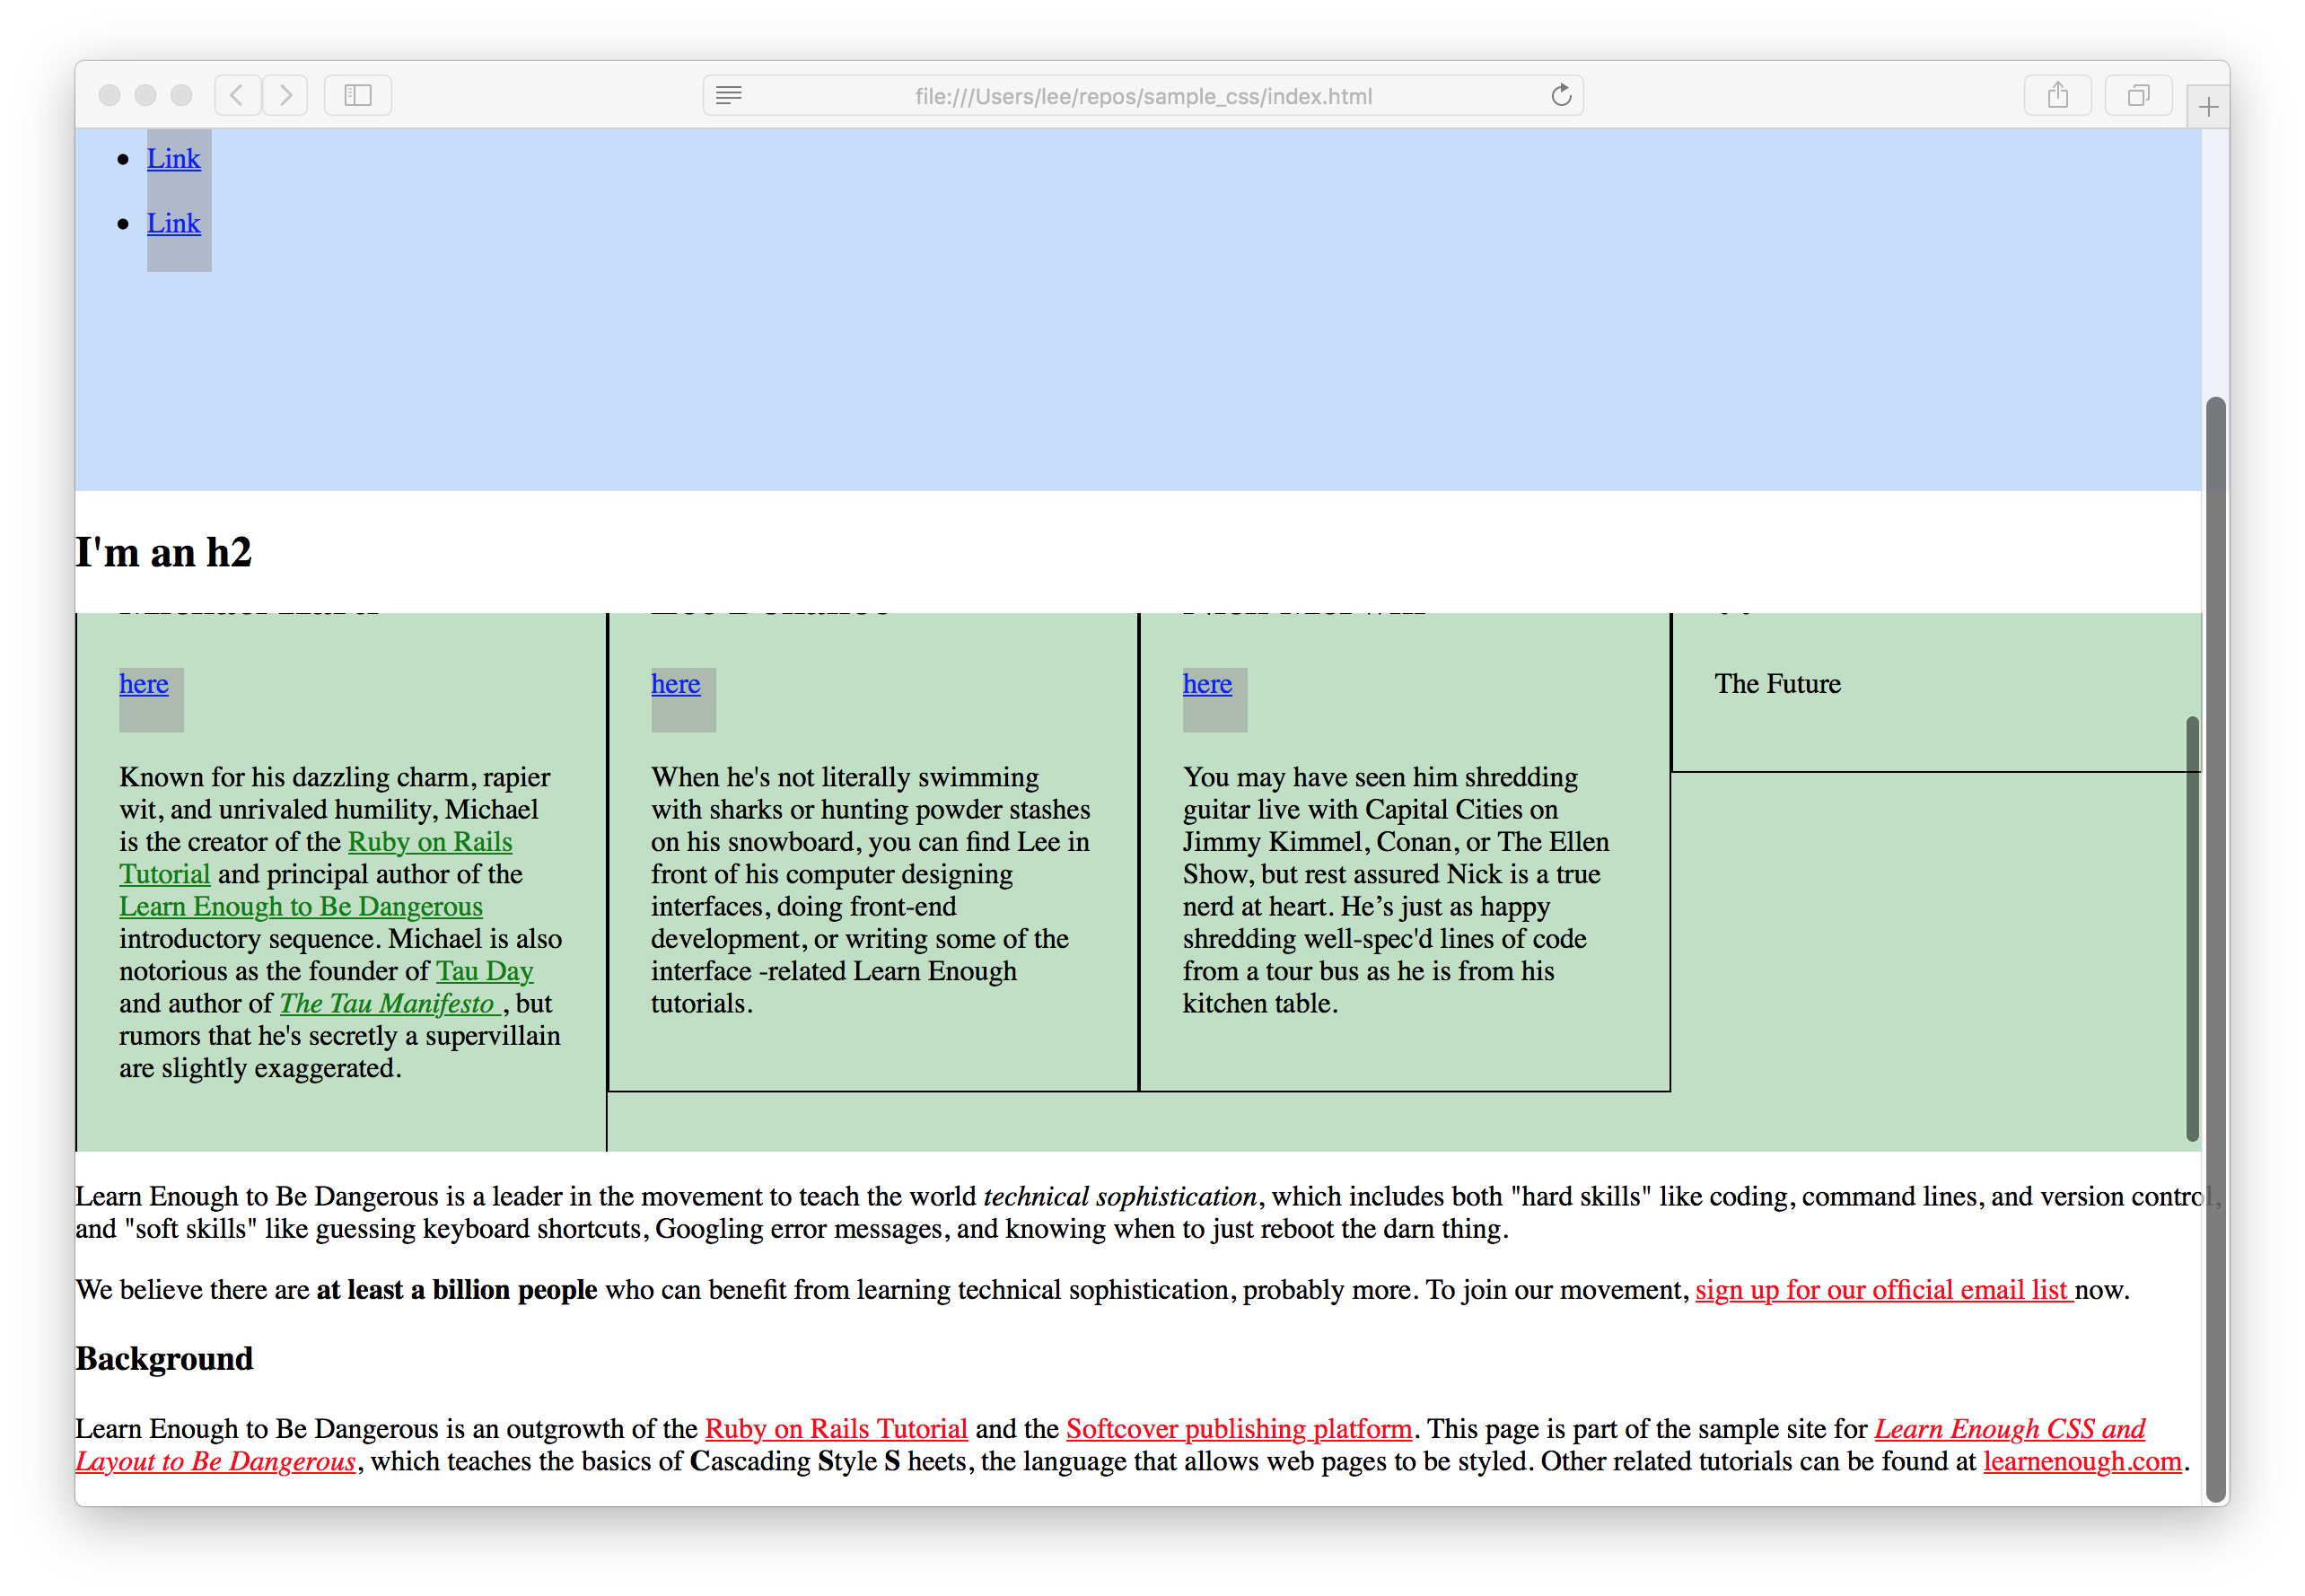 file:///Users/lee/repos/sample_css/index.html
Link
Link
I'm an h2
here
Known for his dazzling charm, rapier
wit, and unrivaled humility, Michael
is the creator of the Ruby on Rails
Tutorial and principal author of the
Learn Enough to Be Dangerous
introductory sequence. Michael is also
notorious as the founder of Tau Day
and author of The Tau Manifesto , but
rumors that he's secretly a supervillain
are slightly exaggerated.
here
When he's not literally swimming
with sharks or hunting powder stashes
on his snowboard, you can find Lee in
front of his computer designing
interfaces, doing front-end
development, or writing some of the
interface -related Learn Enough
tutorials.
here
You may have seen him shredding
guitar live with Capital Cities on
Jimmy Kimmel, Conan, or The Ellen
Show, but rest assured Nick is a true
nerd at heart. He’s just as happy
shredding well-spec'd lines of code
from a tour bus as he is from his
kitchen table.
The Future
Learn Enough to Be Dangerous is a leader in the movement to teach the world technical sophistication, which includes both "hard skills" like coding, command lines, and version control,
and "soft skills" like guessing keyboard shortcuts, Googling error messages, and knowing when to just reboot the darn thing.
We believe there are at least a billion people who can benefit from learning technical sophistication, probably more. To join our movement, sign up for our official email list now.
Background
Learn Enough to Be Dangerous is an outgrowth of the Ruby on Rails Tutorial and the Softcover publishing platform. This page is part of the sample site for Learn Enough CSS and
Layout to Be Dangerous, which teaches the basics of Cascading Style S heets, the language that allows web pages to be styled. Other related tutorials can be found at learnenough.com.